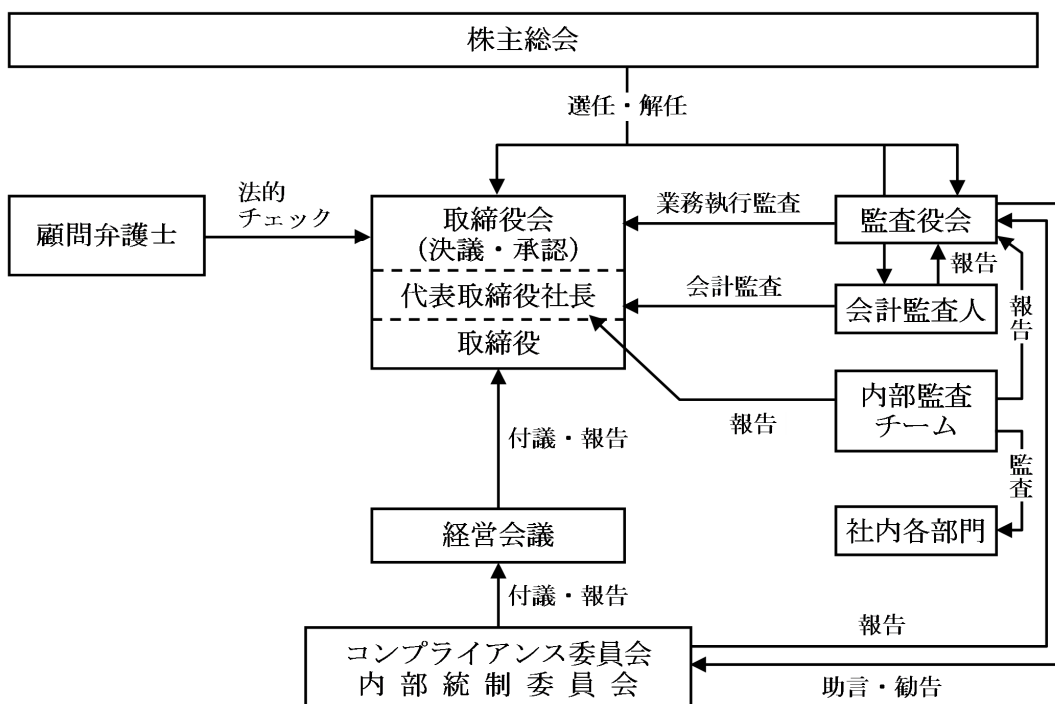 株主総会
選任・解任
顧問弁護士
法的
チェック
取締役会
（決議・承認）
代表取締役社長
取締役
業務執行監査
監査役会
報告
会計監査
会計監査人
報告
内部監査
チーム
報告
監査
社内各部門
付議・報告
経営会議
付議・報告
コンプライアンス委員会
内部統制委員会
報告
助言・勧告